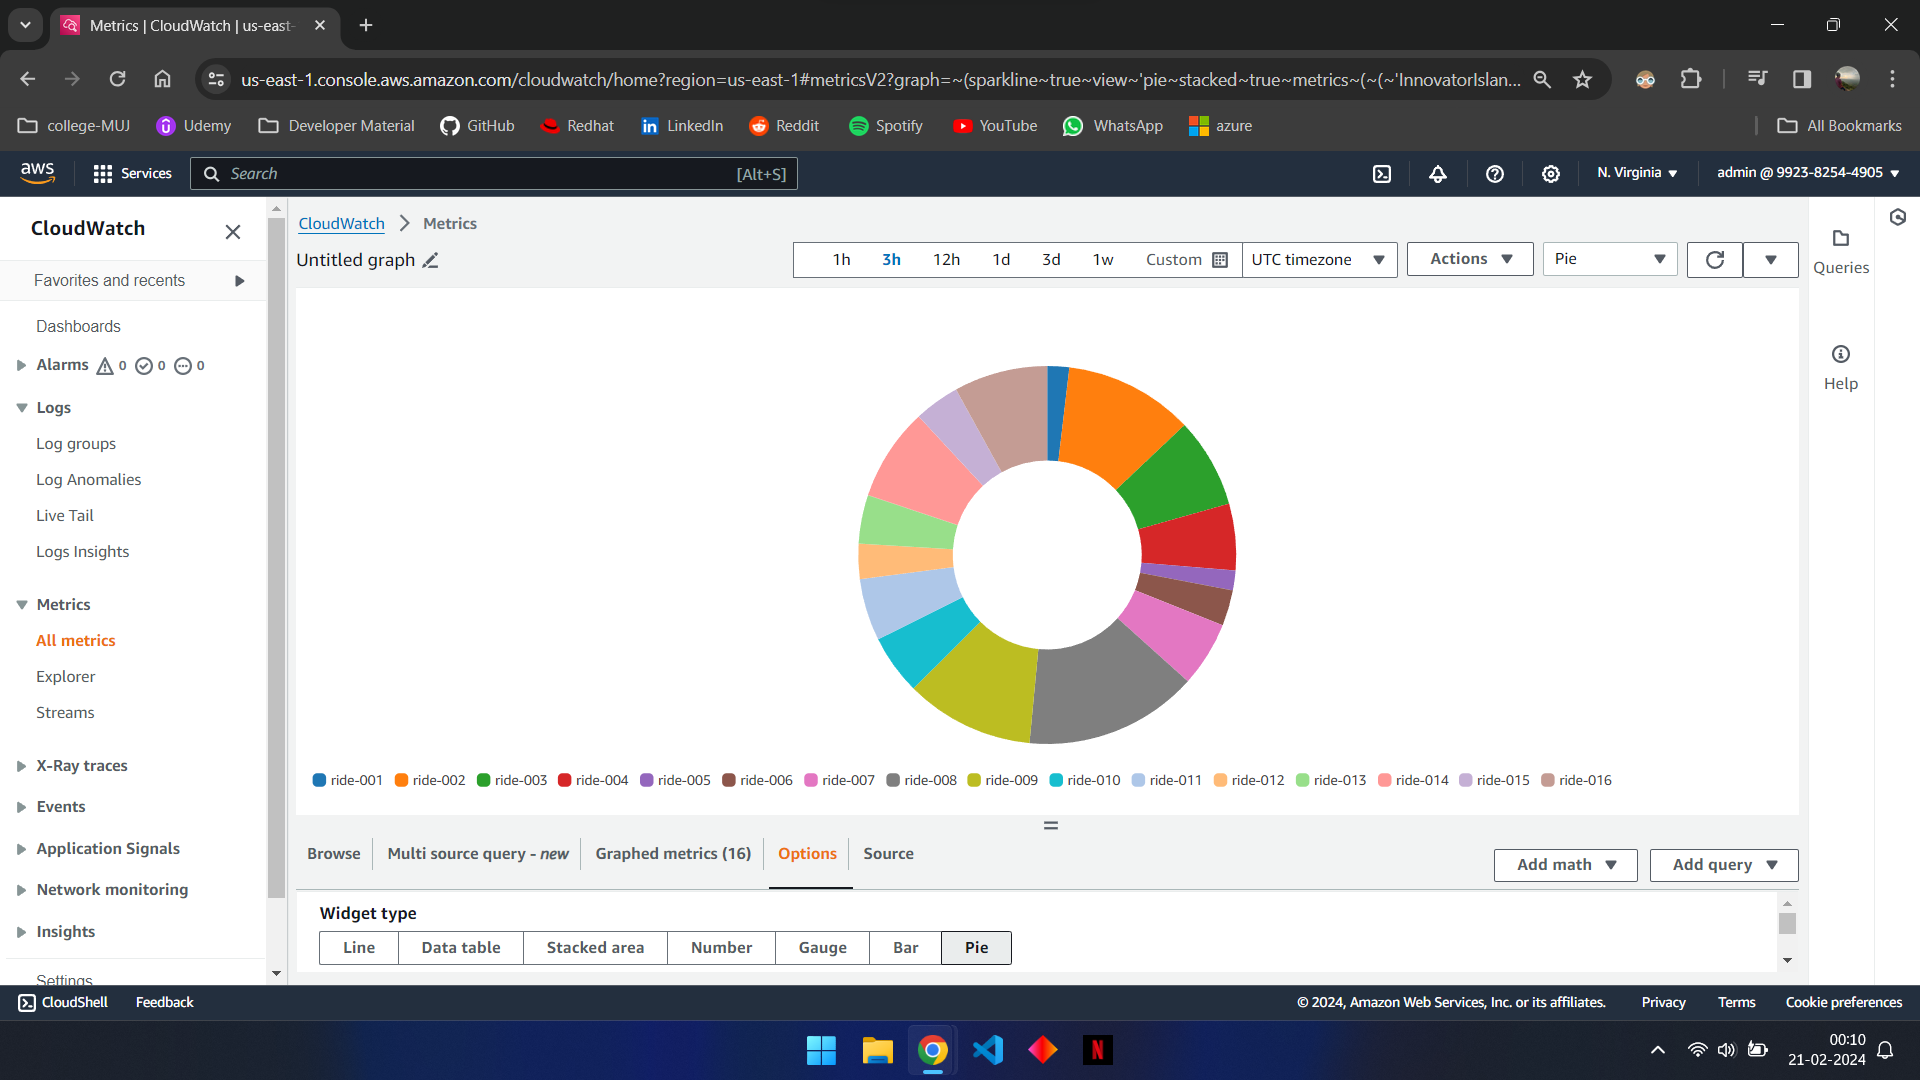 Metrics | CloudWatch | us-east-
us-east-1.console.aws.amazon.com/cloudwatch/home?region=us-east-1#metricsV2?graph=~(sparkline~true~view~'pie~stacked~true~metrics~(~(~'InnovatorIslan...
college-MUJ Udemy Developer Material GitHub Redhat LinkedIn Reddit Spotify YouTube WhatsApp azure All Bookmarks
aws Services Search [Alt+S] N. Virginia admin @ 9923-8254-4905
CloudWatch
Favorites and recents
Dashboards
Alarms 0 0 0
Logs
Log groups
Log Anomalies
Live Tail
Logs Insights
Metrics
All metrics
Explorer
Streams
X-Ray traces
Events
Application Signals
Network monitoring
Insights
Settings
CloudWatch Metrics
Untitled graph
1h 3h 12h 1d 3d 1w Custom UTC timezone Actions Pie
Queries
Help
ride-001 ride-002 ride-003 ride-004 ride-005 ride-006 ride-007 ride-008 ride-009 ride-010 ride-011 ride-012 ride-013 ride-014 ride-015 ride-016
Browse Multi source query - new Graphed metrics (16) Options Source
Add math Add query
Widget type
Line Data table Stacked area Number Gauge Bar Pie
CloudShell Feedback © 2024, Amazon Web Services, Inc. or its affiliates. Privacy Terms Cookie preferences
N
00:10
21-02-2024